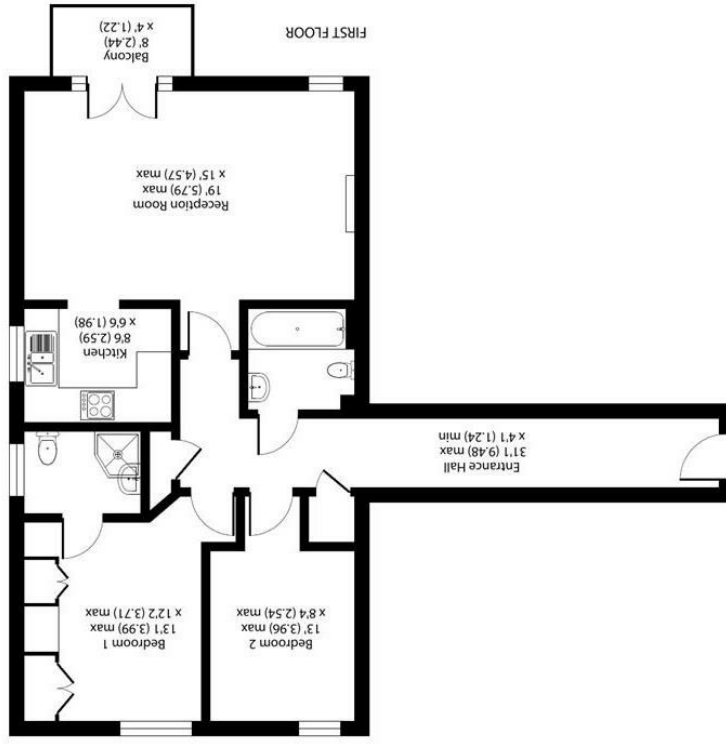 Bedroom 2
13' (3.96) max
x 8'4 (2.54) max
Bedroom 1
13'1 (3.99) max
x 12'2 (3.71) max
Entrance Hall
31'1 (9.48) max
x 4'1 (1.24) min
Kitchen
8'6 (2.59)
x 6'6 (1.98)
Reception Room
19' (5.79) max
x 15' (4.57) max
Balcony
8' (2.44)
x 4' (1.22)
FIRST FLOOR